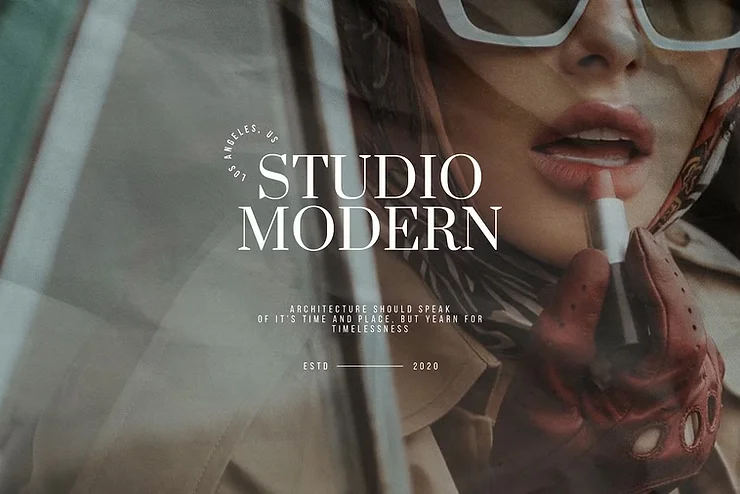 LOS ANGELES, US
STUDIO
MODERN
ARCHITECTURE SHOULD SPEAK
OF IT'S TIME AND PLACE, BUT YEARN FOR
TIMELESSNESS
ESTD 2020